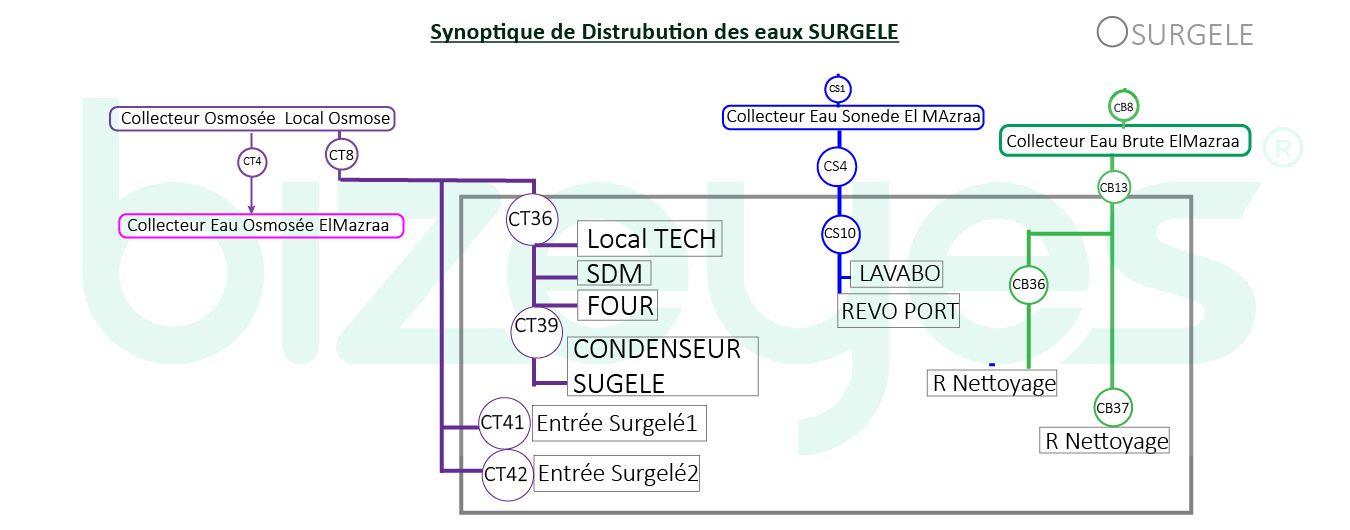 Synoptique de Distrubution des eaux SURGELE
SURGELE
CS1
CB8
Collecteur Osmosée  Local Osmose
Collecteur Eau Sonede El MAzraa
Collecteur Eau Brute ElMazraa
CT4
CT8
CS4
CB13
Collecteur Eau Osmosée ElMazraa
CT36
CS10
Local TECH
SDM
LAVABO
CB36
FOUR
REVO PORT
CT39
CONDENSEUR
SUGELE
R Nettoyage
CB37
CT41
Entrée Surgelé1
R Nettoyage
CT42
Entrée Surgelé2
bizeyes
®